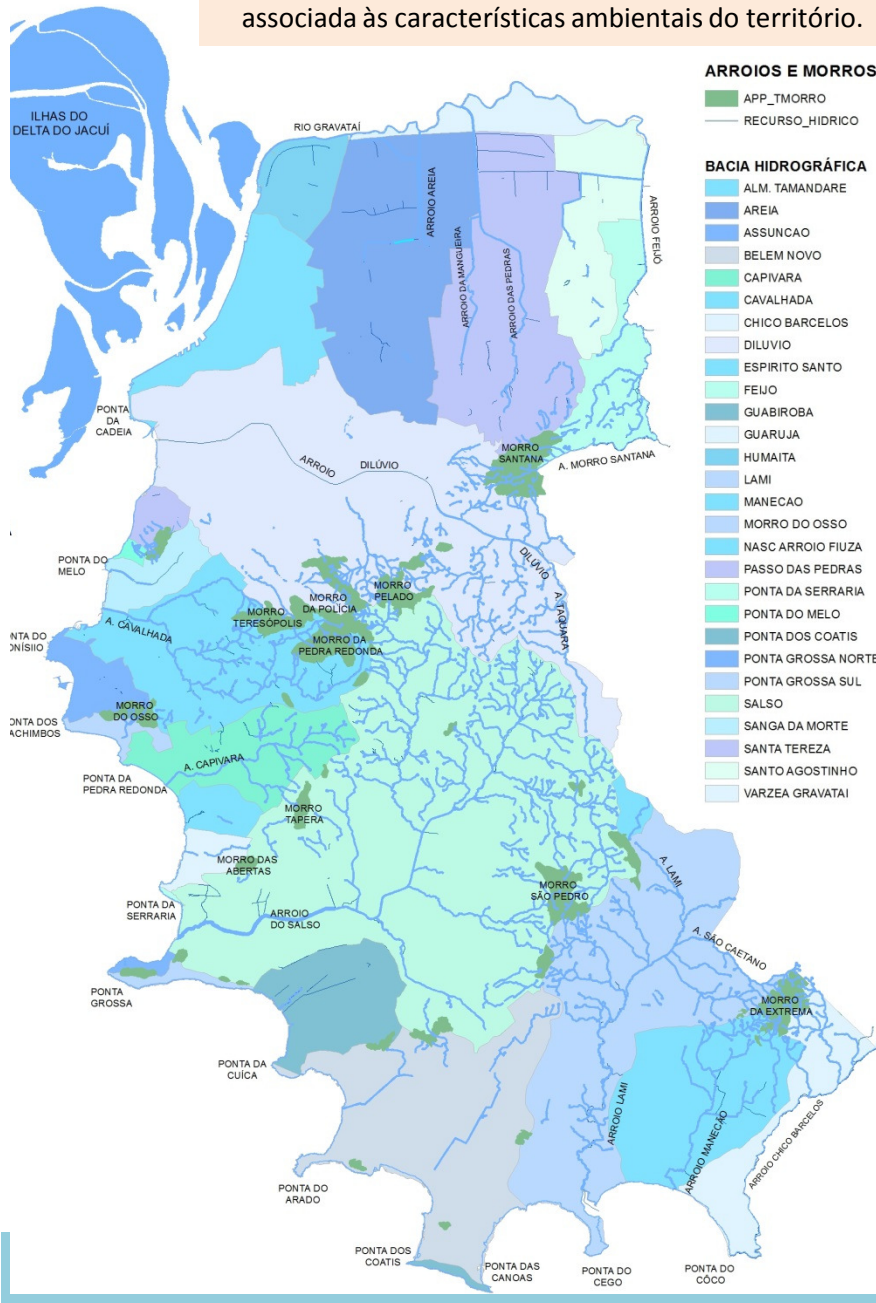 associada às características ambientais do território.
ILHAS DO
DELTA DO JACUÍ
RIO GRAVATAÍ
ARROIO AREIA
ARROIO DA MANGUEIRA
ARROIO DAS PEDRAS
ARROIO FEIJÓ
PONTA
DA
CADEIA
ARROIO DILÚVIO
MORRO
SANTANA
A. MORRO SANTANA
DILÚVIO
A. TAQUARA
PONTA DO
MELO
MORRO
TERESÓPOLIS
MORRO
DA POLÍCIA
MORRO
PELADO
MORRO DA
PEDRA REDONDA
A. CAVALHADA
NTA DO
ONÍSIIO
MORRO
DO OSSO
ONTA DOS
ACHIMBOS
A. CAPIVARA
PONTA DA
PEDRA REDONDA
MORRO
TAPERA
MORRO DAS
ABERTAS
PONTA DA
SERRARIA
ARROIO
DO SALSO
MORRO
SÃO PEDRO
A. LAMI
A. SÃO CAETANO
PONTA
GROSSA
MORRO
DA EXTREMA
PONTA DA
CUÍCA
ARROIO LAMI
ARROIO MANECÃO
ARROIO CHICO BARCELOS
PONTA DO
ARADO
PONTA DOS
COATIS
PONTA DAS
CANOAS
PONTA DO
CEGO
PONTA DO
CÔCO
ARROIOS E MORROS
APP_TMORRO
RECURSO_HIDRICO
BACIA HIDROGRÁFICA
ALM. TAMANDARE
AREIA
ASSUNCAO
BELEM NOVO
CAPIVARA
CAVALHADA
CHICO BARCELOS
DILUVIO
ESPIRITO SANTO
FEIJO
GUABIROBA
GUARUJA
HUMAITA
LAMI
MANECAO
MORRO DO OSSO
NASC ARROIO FIUZA
PASSO DAS PEDRAS
PONTA DA SERRARIA
PONTA DO MELO
PONTA DOS COATIS
PONTA GROSSA NORTE
PONTA GROSSA SUL
SALSO
SANGA DA MORTE
SANTA TEREZA
SANTO AGOSTINHO
VARZEA GRAVATAI